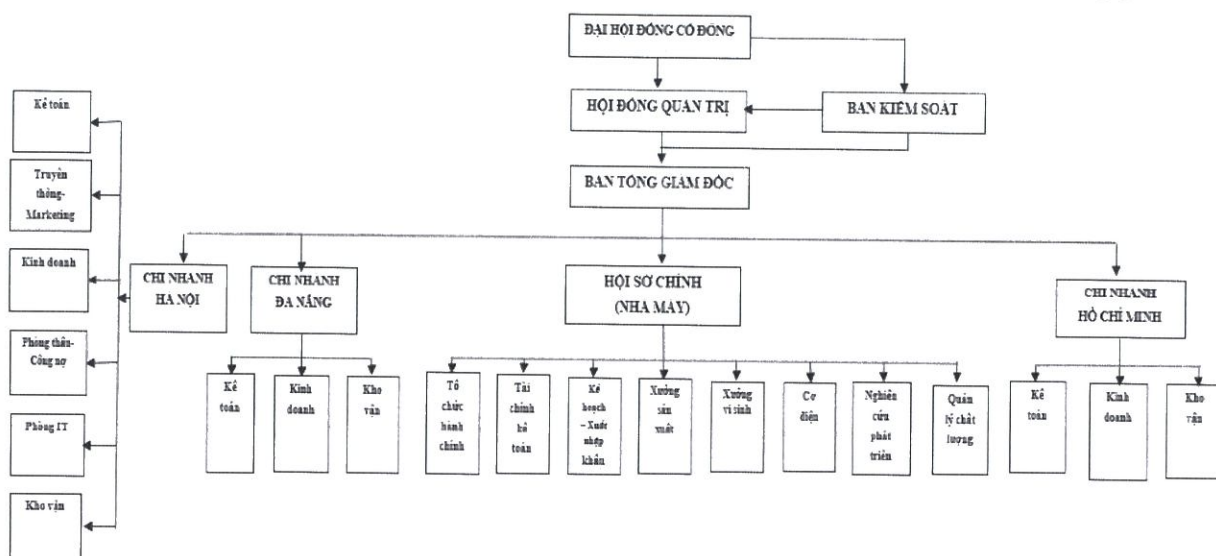 ĐẠI HỘI ĐỒNG CỔ ĐÔNG
HỘI ĐỒNG QUẢN TRỊ
BAN KIỂM SOÁT
BAN TỔNG GIÁM ĐỐC
Kế toán
Truyền
thông-
Marketing
Kinh doanh
Phòng thầu-
Công nợ
Phòng IT
Kho vận
CHI NHÁNH
HÀ NỘI
CHI NHÁNH
ĐÀ NẴNG
HỘI SỞ CHÍNH
(NHÀ MÁY)
CHI NHÁNH
HỒ CHÍ MINH
Kế
toán
Kinh
doanh
Kho
vận
Tổ
chức
hành
chính
Tài
chính
kế
toán
Kế
hoạch
– Xuất
nhập
khẩu
Xưởng
sản
xuất
Xưởng
vi sinh
Cơ
điện
Nghiên
cứu
phát
triển
Quản
lý chất
lượng
Kế
toán
Kinh
doanh
Kho
vận